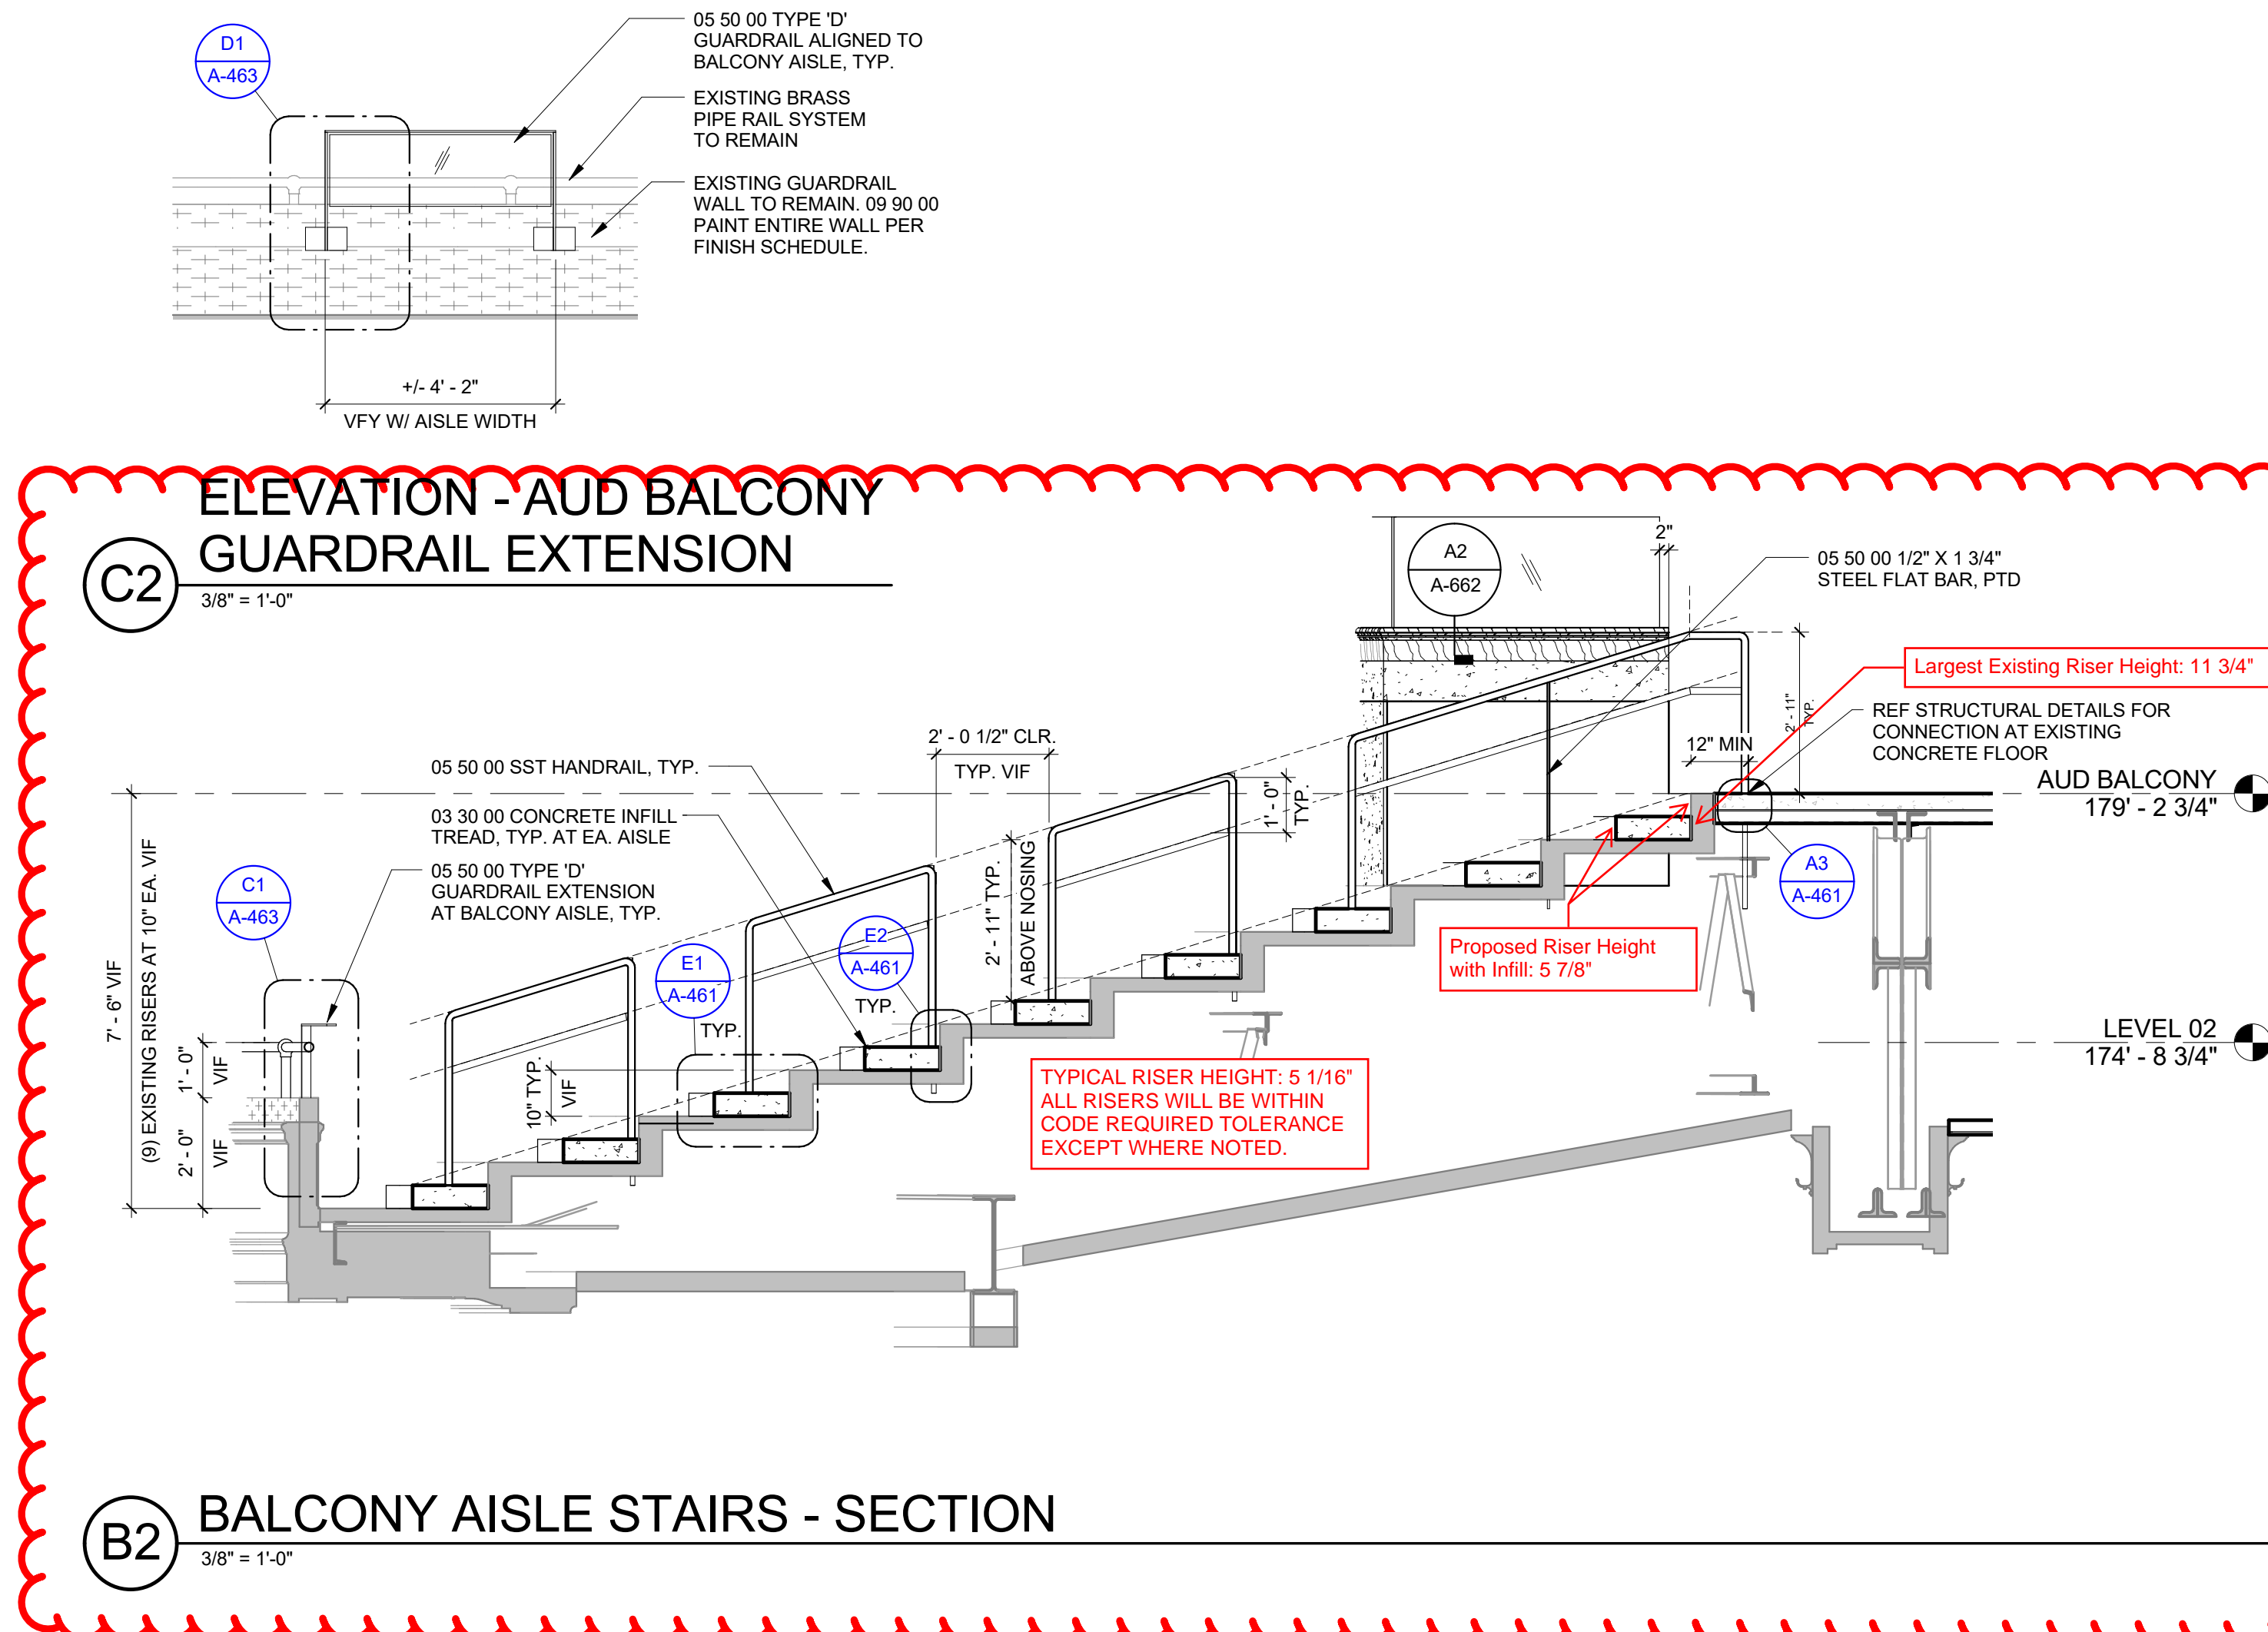 D1
A-463
05 50 00 TYPE 'D'
GUARDRAIL ALIGNED TO
BALCONY AISLE, TYP.
EXISTING BRASS
PIPE RAIL SYSTEM
TO REMAIN
EXISTING GUARDRAIL
WALL TO REMAIN. 09 90 00
PAINT ENTIRE WALL PER
FINISH SCHEDULE.
+/- 4' - 2"
VFY W/ AISLE WIDTH
C2
ELEVATION - AUD BALCONY
GUARDRAIL EXTENSION
3/8" = 1'-0"
A2
A-662
2"
05 50 00 1/2" X 1 3/4"
STEEL FLAT BAR, PTD
Largest Existing Riser Height: 11 3/4"
2' - 11"
TYP.
REF STRUCTURAL DETAILS FOR
CONNECTION AT EXISTING
CONCRETE FLOOR
12" MIN
AUD BALCONY
179' - 2 3/4"
2' - 0 1/2" CLR.
TYP. VIF
05 50 00 SST HANDRAIL, TYP.
03 30 00 CONCRETE INFILL
TREAD, TYP. AT EA. AISLE
05 50 00 TYPE 'D'
GUARDRAIL EXTENSION
AT BALCONY AISLE, TYP.
1' - 0"
TYP.
2' - 11" TYP.
ABOVE NOSING
7' - 6" VIF
(9) EXISTING RISERS AT 10" EA. VIF
C1
A-463
1' - 0"
VIF
2' - 0"
VIF
E1
A-461
TYP.
E2
A-461
TYP.
10" TYP.
VIF
A3
A-461
Proposed Riser Height
with Infill: 5 7/8"
LEVEL 02
174' - 8 3/4"
TYPICAL RISER HEIGHT: 5 1/16"
ALL RISERS WILL BE WITHIN
CODE REQUIRED TOLERANCE
EXCEPT WHERE NOTED.
B2
BALCONY AISLE STAIRS - SECTION
3/8" = 1'-0"